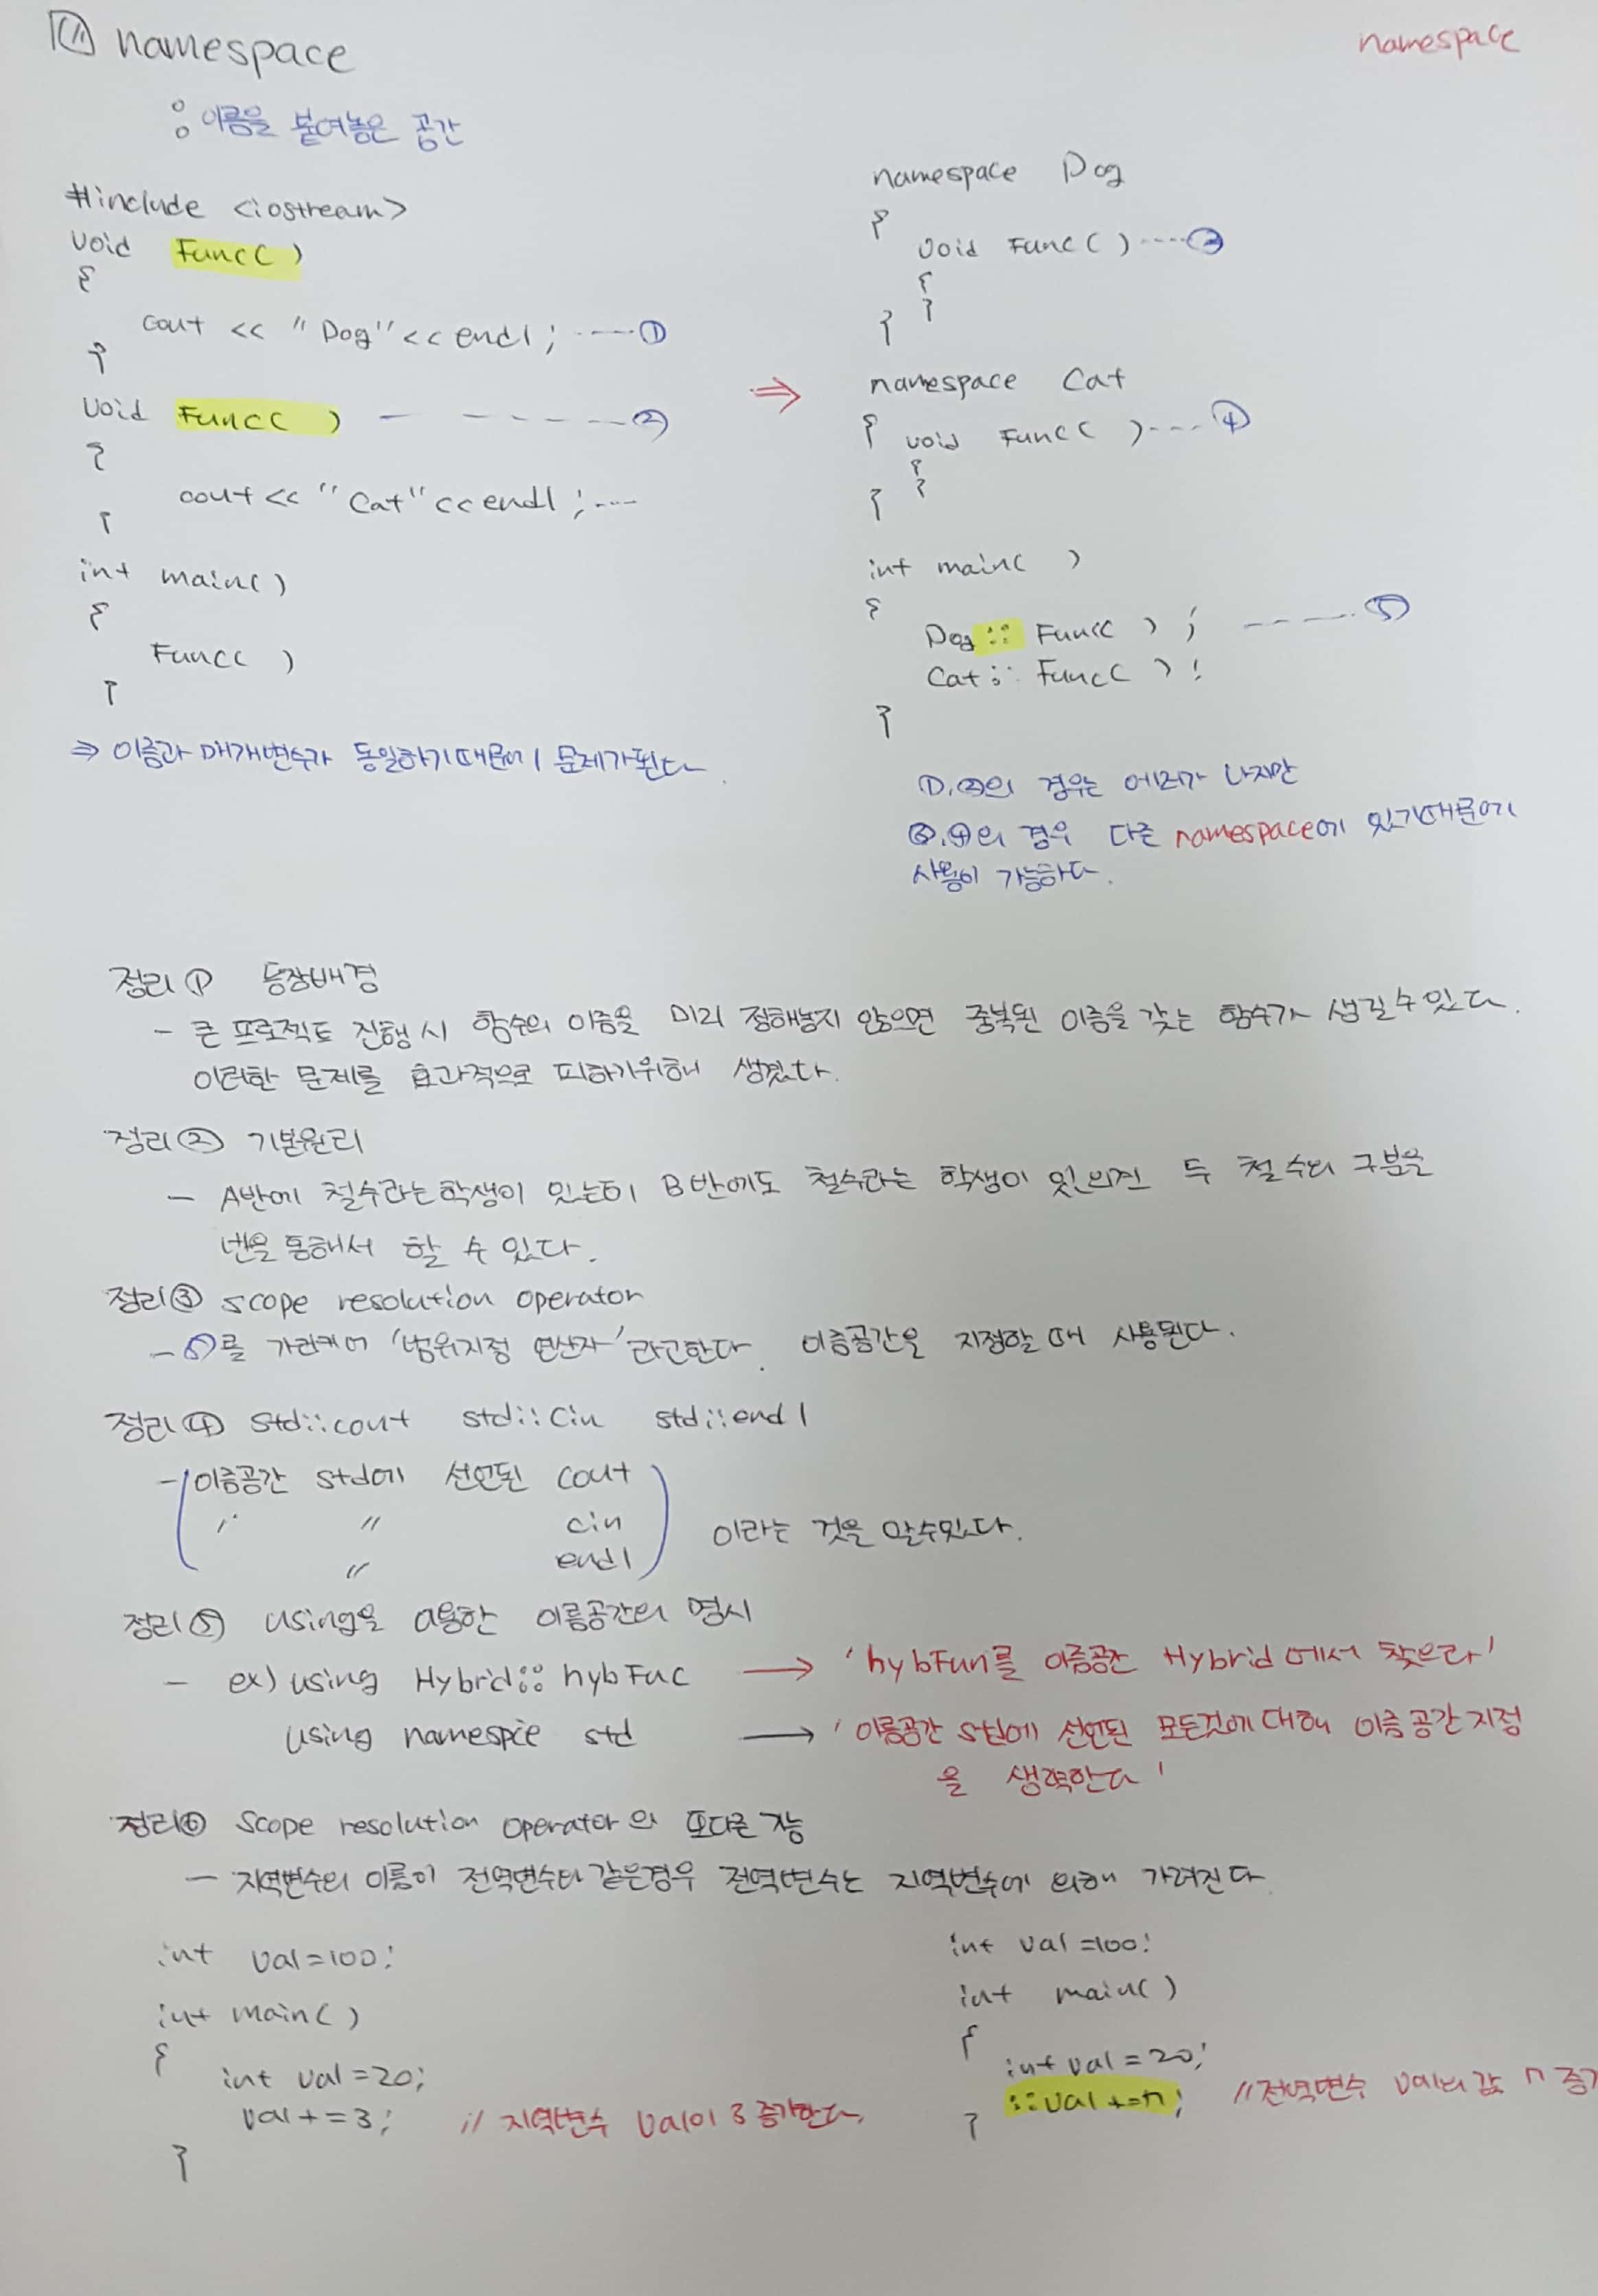 ⑪ namespace
namespace
: 이름을 붙여놓은 공간
#include <iostream>
void Func( )
{
cout << "Dog"<< endl; ----①
}
void Func( ) ----②
{
cout << "Cat"<< endl; ---
}
int main()
{
Func( )
}
⇒ 이름과 매개변수가 동일하기때문에 문제가된다.
⇒
namespace Dog
{
void Func( ) ----③
{
}
}
namespace Cat
{ void Func( ) ----④
{
}
}
int main( )
{
Dog :: Func( ) ; ----⑤
Cat :: Func( ) ;
}
①,②의 경우는 에러가 나지만
③,④의 경우 다른 namespace에 있기때문에
사용이 가능하다.
정리① 등장배경
- 큰 프로젝트 진행시 함수의 이름을 미리 정해놓지 않으면 중복된 이름을 갖는 함수가 생길수있다.
이러한 문제를 효과적으로 피하기위해 생겼다.
정리② 기본원리
- A반에 철수라는학생이 있는데 B반에도 철수라는 학생이 있으면 두 철수의 구분을
반을 통해서 할 수 있다.
정리③ scope resolution operator
- ⑤를 가리켜 '범위지정 연산자'라고한다. 이름공간을 지정할 때 사용된다.
정리④ std::cout std::cin std::endl
- 이름공간 std에 선언된 cout
〃 〃 cin
〃 endl
이라는 것을 알수있다.
정리⑤ using을 이용한 이름공간의 명시
- ex) using Hybrid::hybFuc → 'hybFun를 이름공간 Hybrid에서 찾으라'
using namespce std → '이름공간 std에 선언된 모든것에 대해 이름공간지정
을 생략한다'
정리⑥ Scope resolution operator의 또다른 기능
- 지역변수의 이름이 전역변수와 같은경우 전역변수는 지역변수에 의해 가려진다.
int val=100;
int main( )
{
int val=20;
val+=3; // 지역변수 val이 3 증가한다.
}
int val=100;
int main( )
{
int val=20;
::val+=n; // 전역변수 val의 값 n 증가
}